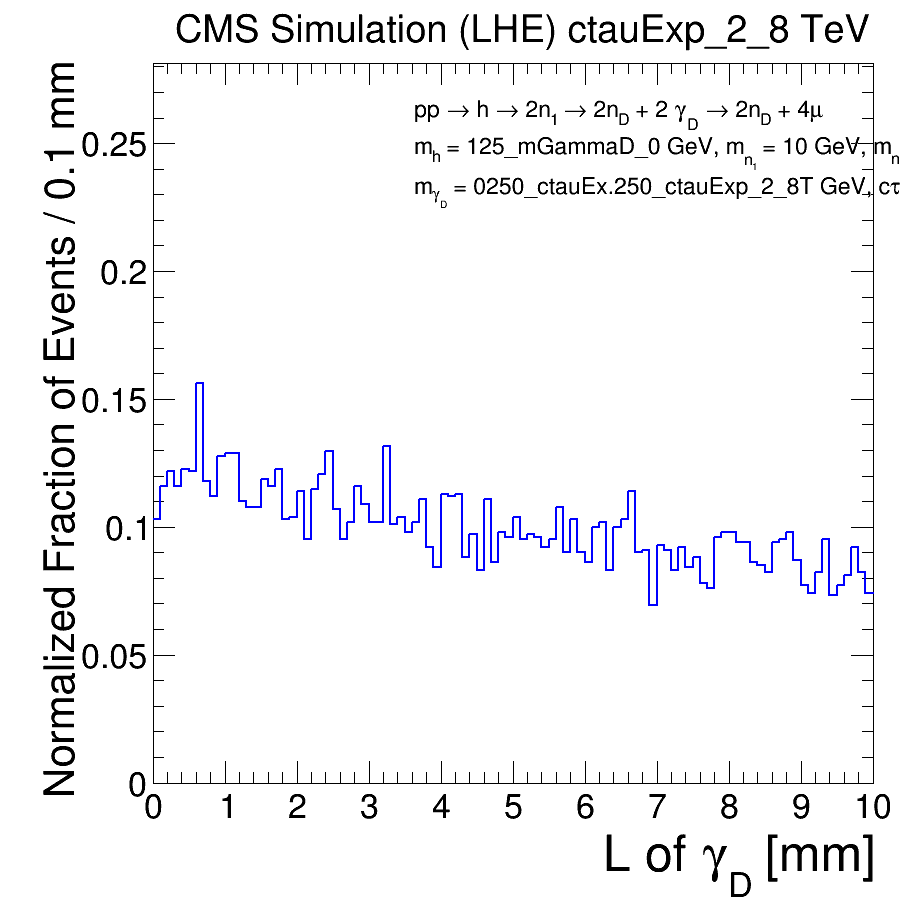 CMS Simulation (LHE) ctauExp_2_8 TeV
pp → h → 2n1 → 2nD + 2 γD → 2nD + 4μ
mh = 125_mGammaD_0 GeV, mn1 = 10 GeV, mn
mγD = 0250_ctauEx.250_ctauExp_2_8T GeV, cτ
Normalized Fraction of Events / 0.1 mm
0.25
0.2
0.15
0.1
0.05
0
0 1 2 3 4 5 6 7 8 9 10
L of γD [mm]